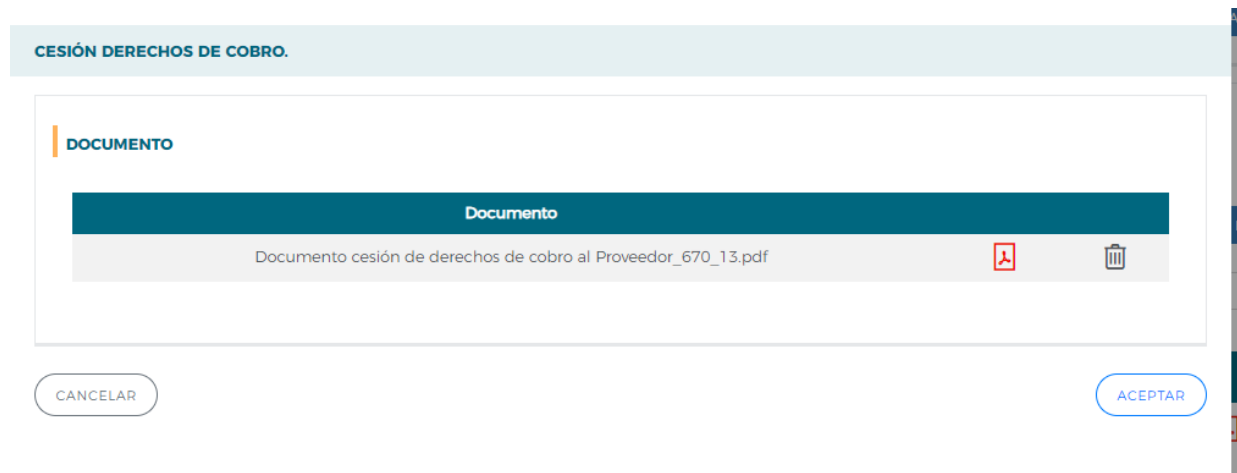 CESIÓN DERECHOS DE COBRO.
DOCUMENTO
Documento
Documento cesión de derechos de cobro al Proveedor_670_13.pdf
CANCELAR
ACEPTAR